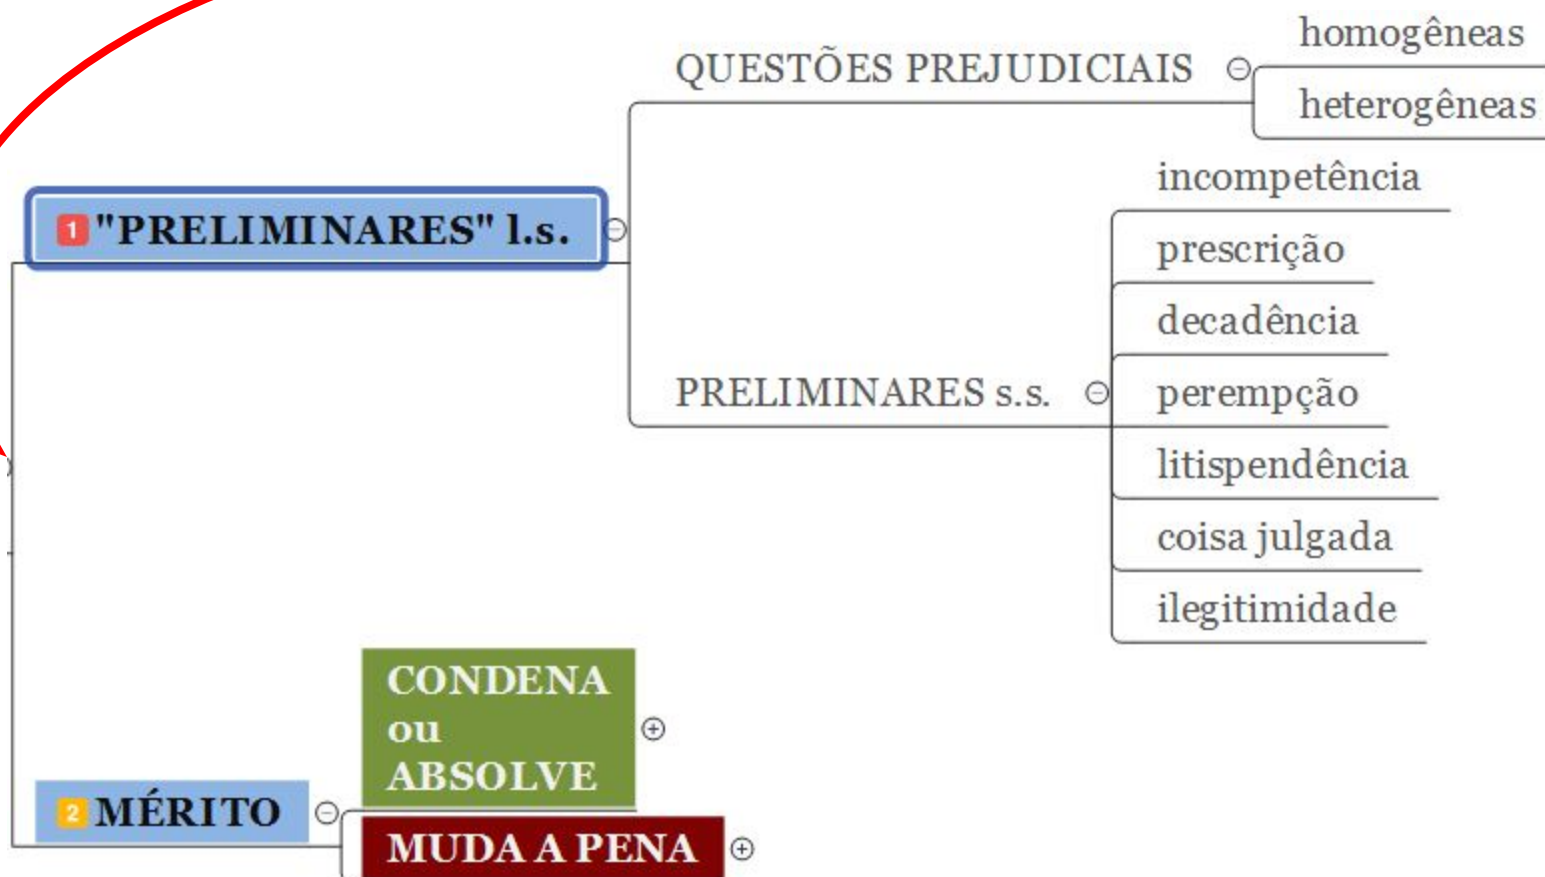 homogêneas
QUESTÕES PREJUDICIAIS
heterogêneas
incompetência
1 "PRELIMINARES" l.s.
prescrição
decadência
PRELIMINARES s.s.
perempção
litispendência
coisa julgada
ilegitimidade
CONDENA
ou
ABSOLVE
2 MÉRITO
MUDA A PENA